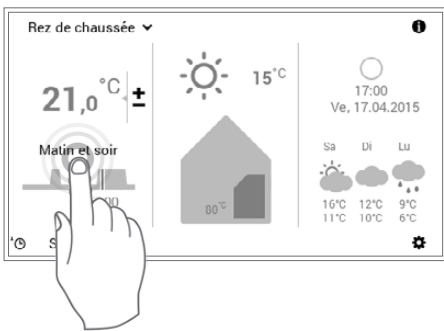 Rez de chaussée
21,0 °C ±
Matin et soir
15°C
00°C
17:00
Ve, 17.04.2015
Sa Di Lu
16°C 12°C 9°C
11°C 10°C 6°C